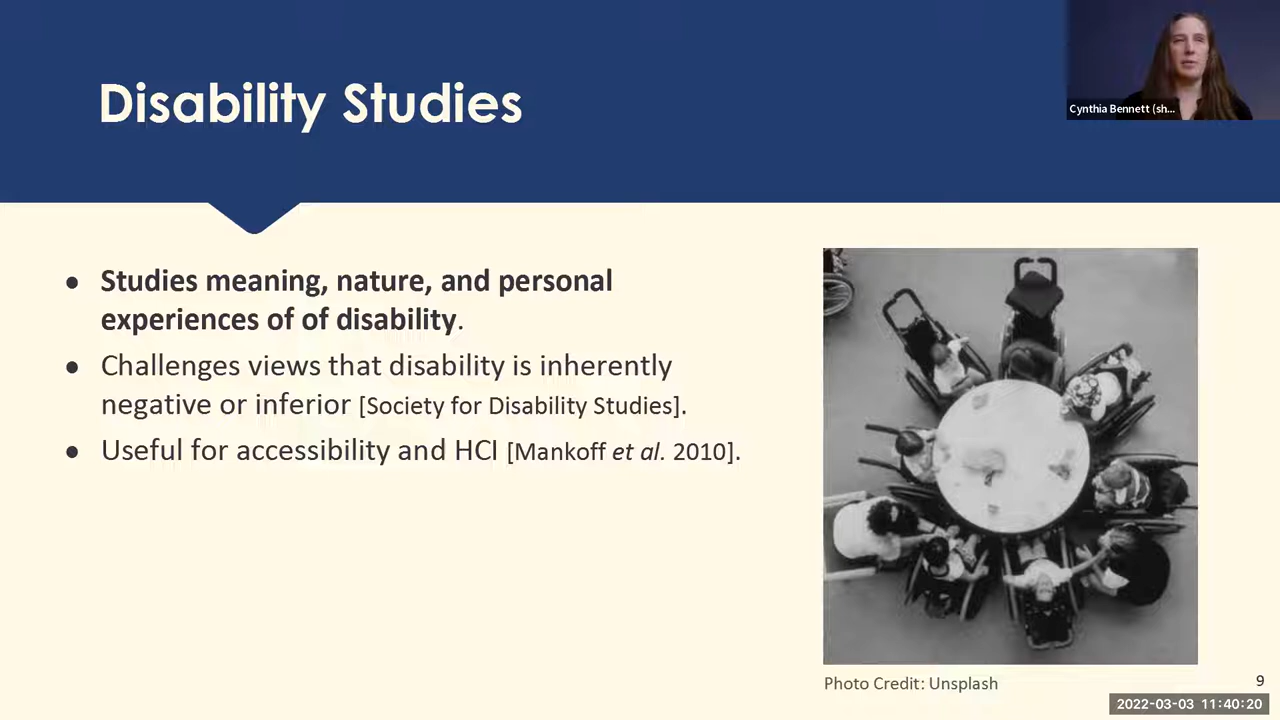 Disability Studies
Cynthia Bennett (sh...
● Studies meaning, nature, and personal
experiences of of disability.
● Challenges views that disability is inherently
negative or inferior [Society for Disability Studies].
● Useful for accessibility and HCI [Mankoff et al. 2010].
Photo Credit: Unsplash
9
2022-03-03 11:40:20